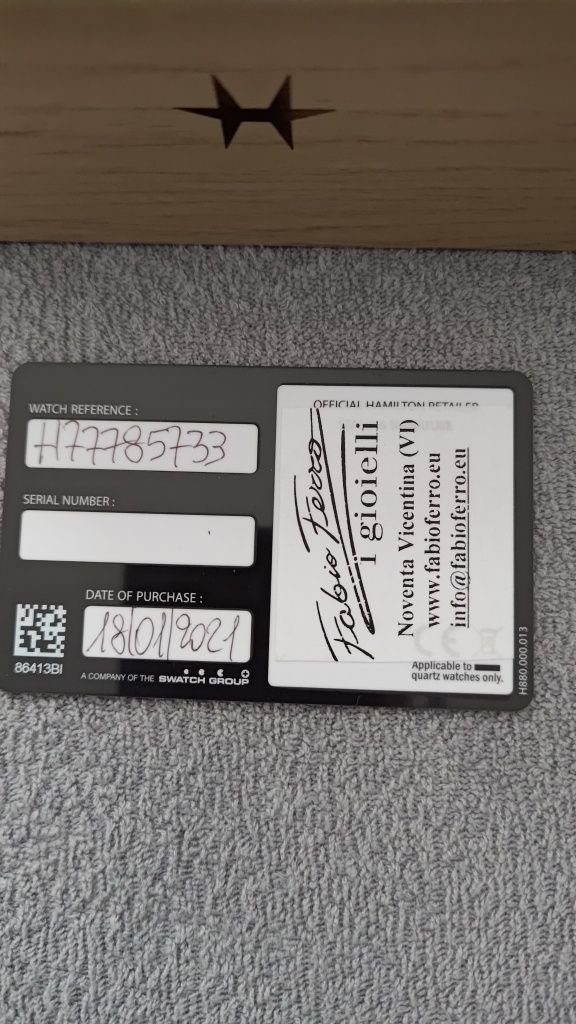 WATCH REFERENCE :
H77785733
SERIAL NUMBER :
DATE OF PURCHASE :
18/01/2021
86413BI
A COMPANY OF THE SWATCH GROUP
OFFICIAL HAMILTON RETAILER
Fabio Ferro
i gioielli
Noventa Vicentina (VI)
www.fabioferro.eu
info@fabioferro.eu
CE
Applicable to
quartz watches only.
H880.000.013